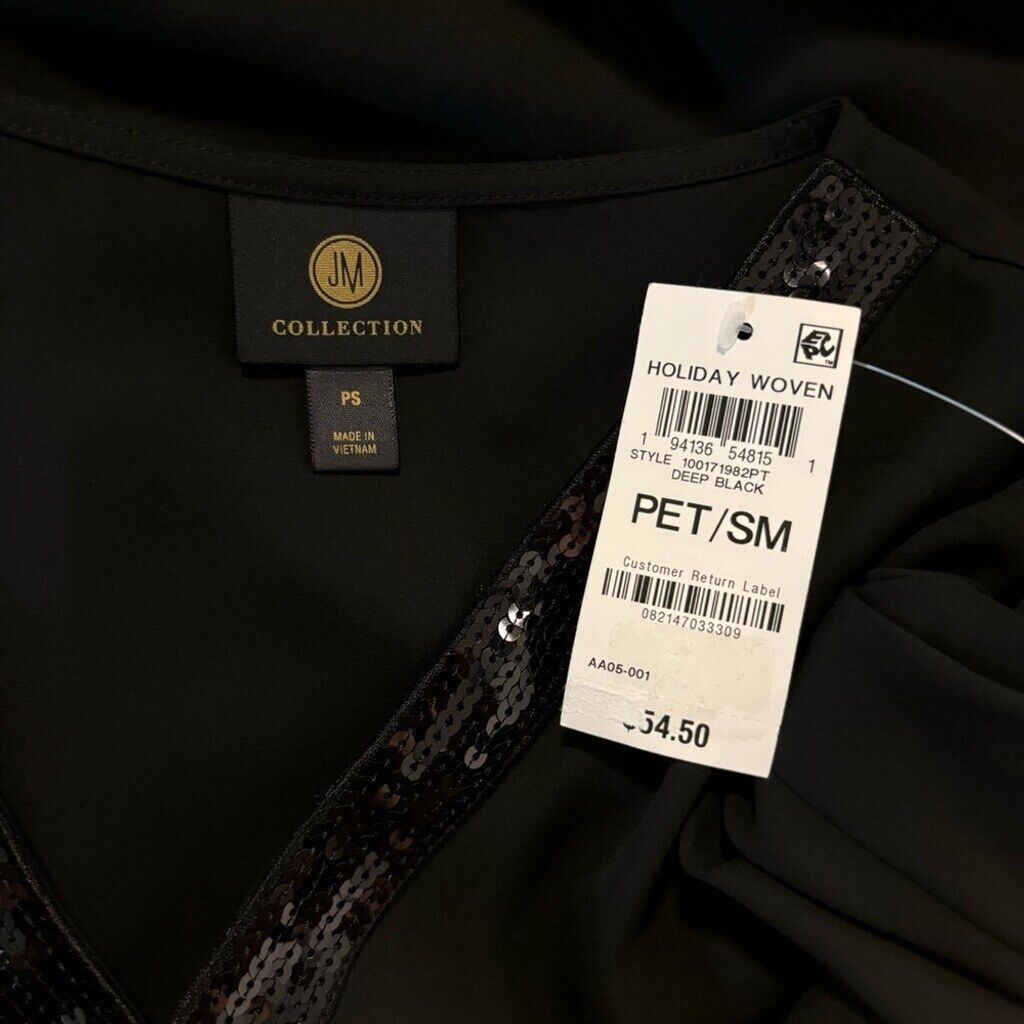 JM
COLLECTION
PS
MADE IN
VIETNAM
EPC™
HOLIDAY WOVEN
1 94136 54815 1
STYLE 100171982PT
DEEP BLACK
PET/SM
Customer Return Label
082147033309
AA05-001
$54.50